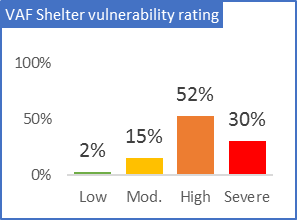 VAF Shelter vulnerability rating
100%
50%
0%
2%
15%
52%
30%
Low
Mod.
High
Severe